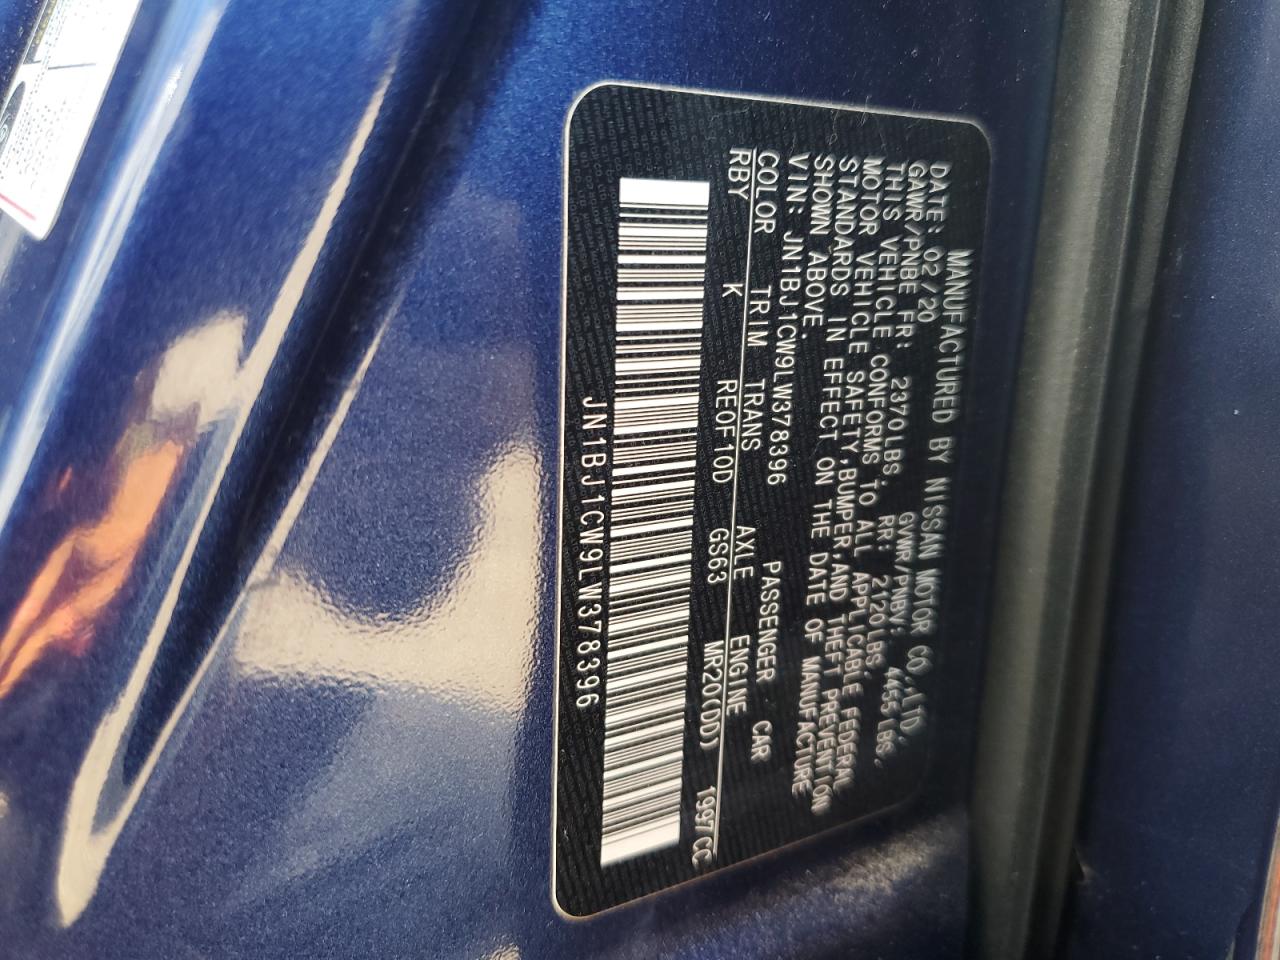 MANUFACTURED BY NISSAN MOTOR CO.,LTD.
DATE: 02/20 GVWR/PNBV: 4455 LBS,
GAWR/PNBE FR: 2370LBS. RR: 2120LBS
THIS VEHICLE CONFORMS TO ALL APPLICABLE FEDERAL
MOTOR VEHICLE SAFETY,BUMPER,AND THEFT PREVENTION
STANDARDS IN EFFECT ON THE DATE OF MANUFACTURE
SHOWN ABOVE.
VIN: JN1BJ1CW9LW378396 PASSENGER CAR
COLOR TRIM TRANS AXLE ENGINE
RBY K RE0F10D GS63 MR20(DD) 1997CC
JN1BJ1CW9LW378396